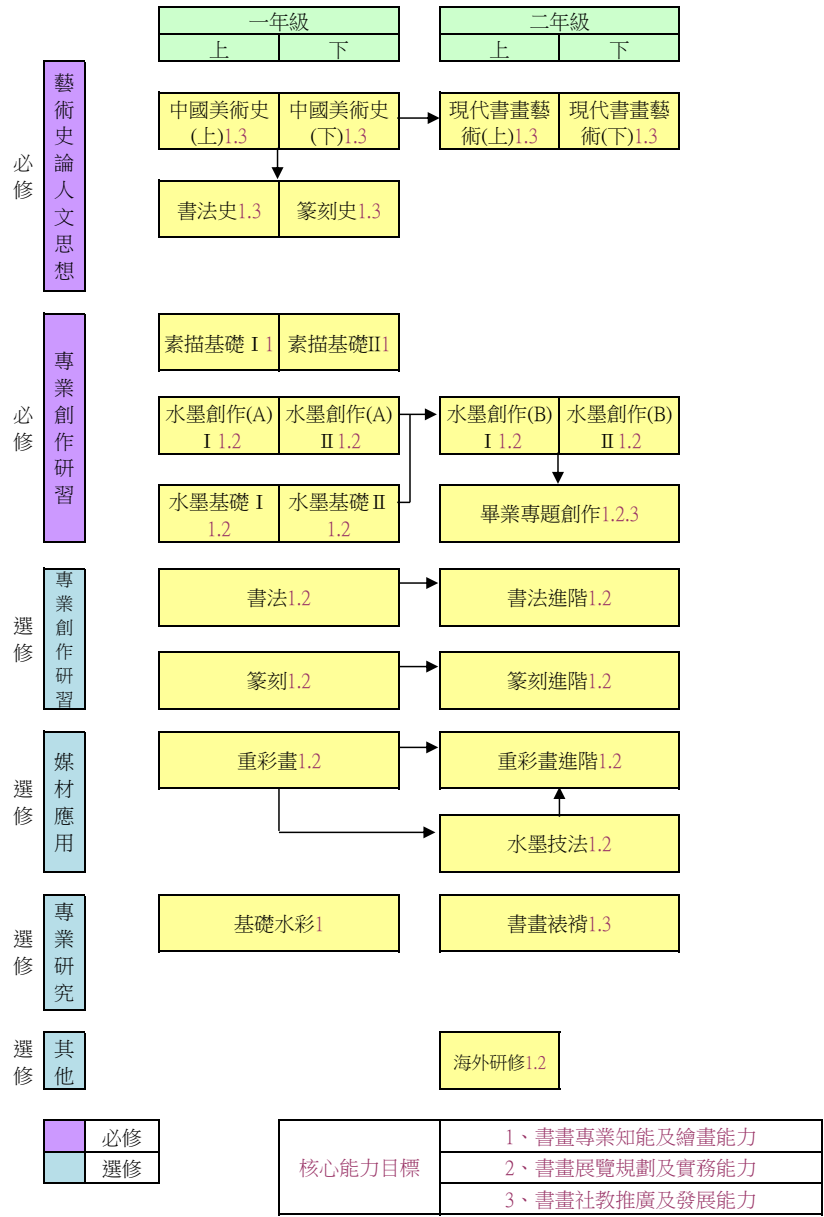 一年級
二年級
上
下
上
下
必修
藝術史論人文思想
中國美術史
(上)1.3
中國美術史
(下)1.3
現代書畫藝
術(上)1.3
現代書畫藝
術(下)1.3
書法史1.3
篆刻史1.3
必修
專業創作研習
素描基礎Ⅰ1
素描基礎II1
水墨創作(A)
Ⅰ1.2
水墨創作(A)
Ⅱ1.2
水墨創作(B)
Ⅰ1.2
水墨創作(B)
Ⅱ1.2
水墨基礎Ⅰ
1.2
水墨基礎Ⅱ
1.2
畢業專題創作1.2.3
選修
專業創作研習
書法1.2
書法進階1.2
篆刻1.2
篆刻進階1.2
選修
媒材應用
重彩畫1.2
重彩畫進階1.2
水墨技法1.2
選修
專業研究
基礎水彩1
書畫裱褙1.3
選修
其他
海外研修1.2
必修
選修
核心能力目標
1、書畫專業知能及繪畫能力
2、書畫展覽規劃及實務能力
3、書畫社教推廣及發展能力